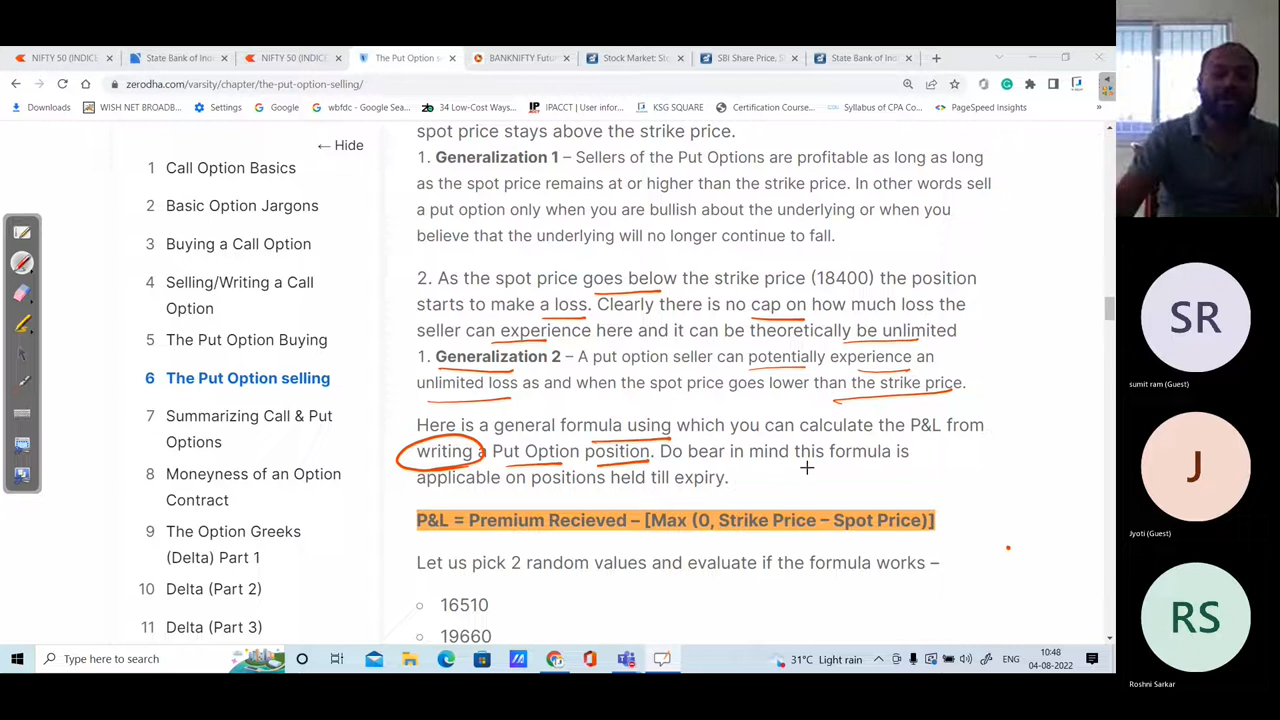 NIFTY 50 (INDICE
State Bank of Ind
NIFTY 50 (INDICE
The Put Option se
BANKNIFTY Futur
Stock Market: Sto
SBI Share Price, S
State Bank of Ind
zerodha.com/varsity/chapter/the-put-option-selling/
Downloads
WISH NET BROADB...
Settings
Google
wbfdc - Google Sea...
34 Low-Cost Ways...
IPACCT | User infor...
KSG SQUARE
Certification Course...
Syllabus of CPA Co...
PageSpeed Insights
»
← Hide
1 Call Option Basics
2 Basic Option Jargons
3 Buying a Call Option
4 Selling/Writing a Call
Option
5 The Put Option Buying
6 The Put Option selling
7 Summarizing Call & Put
Options
8 Moneyness of an Option
Contract
9 The Option Greeks
(Delta) Part 1
10 Delta (Part 2)
11 Delta (Part 3)
spot price stays above the strike price.
1. Generalization 1 – Sellers of the Put Options are profitable as long as long
as the spot price remains at or higher than the strike price. In other words sell
a put option only when you are bullish about the underlying or when you
believe that the underlying will no longer continue to fall.
2. As the spot price goes below the strike price (18400) the position
starts to make a loss. Clearly there is no cap on how much loss the
seller can experience here and it can be theoretically be unlimited
1. Generalization 2 – A put option seller can potentially experience an
unlimited loss as and when the spot price goes lower than the strike price.
Here is a general formula using which you can calculate the P&L from
writing a Put Option position. Do bear in mind this formula is
applicable on positions held till expiry.
P&L = Premium Recieved – [Max (0, Strike Price – Spot Price)]
Let us pick 2 random values and evaluate if the formula works –
16510
19660
SR
sumit ram (Guest)
J
Jyoti (Guest)
RS
Roshni Sarkar
Type here to search
31°C Light rain
ENG
10:48
04-08-2022